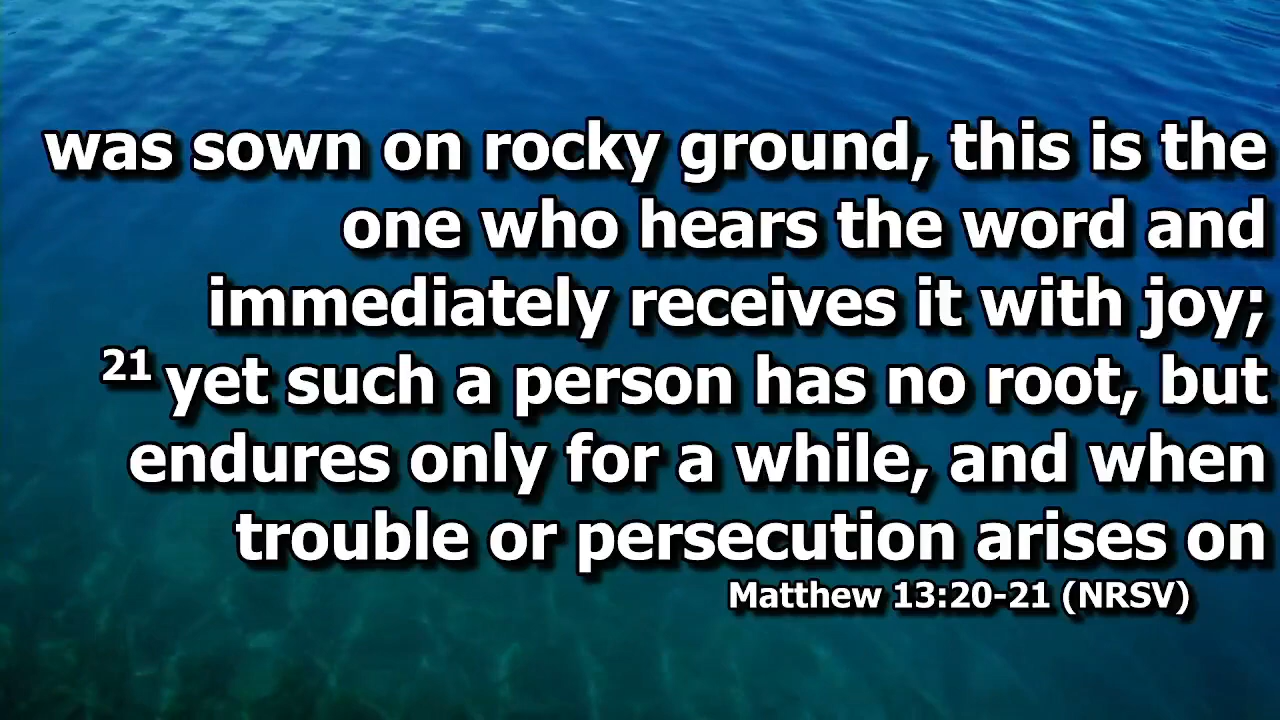 was sown on rocky ground, this is the
one who hears the word and
immediately receives it with joy;
21 yet such a person has no root, but
endures only for a while, and when
trouble or persecution arises on
Matthew 13:20-21 (NRSV)